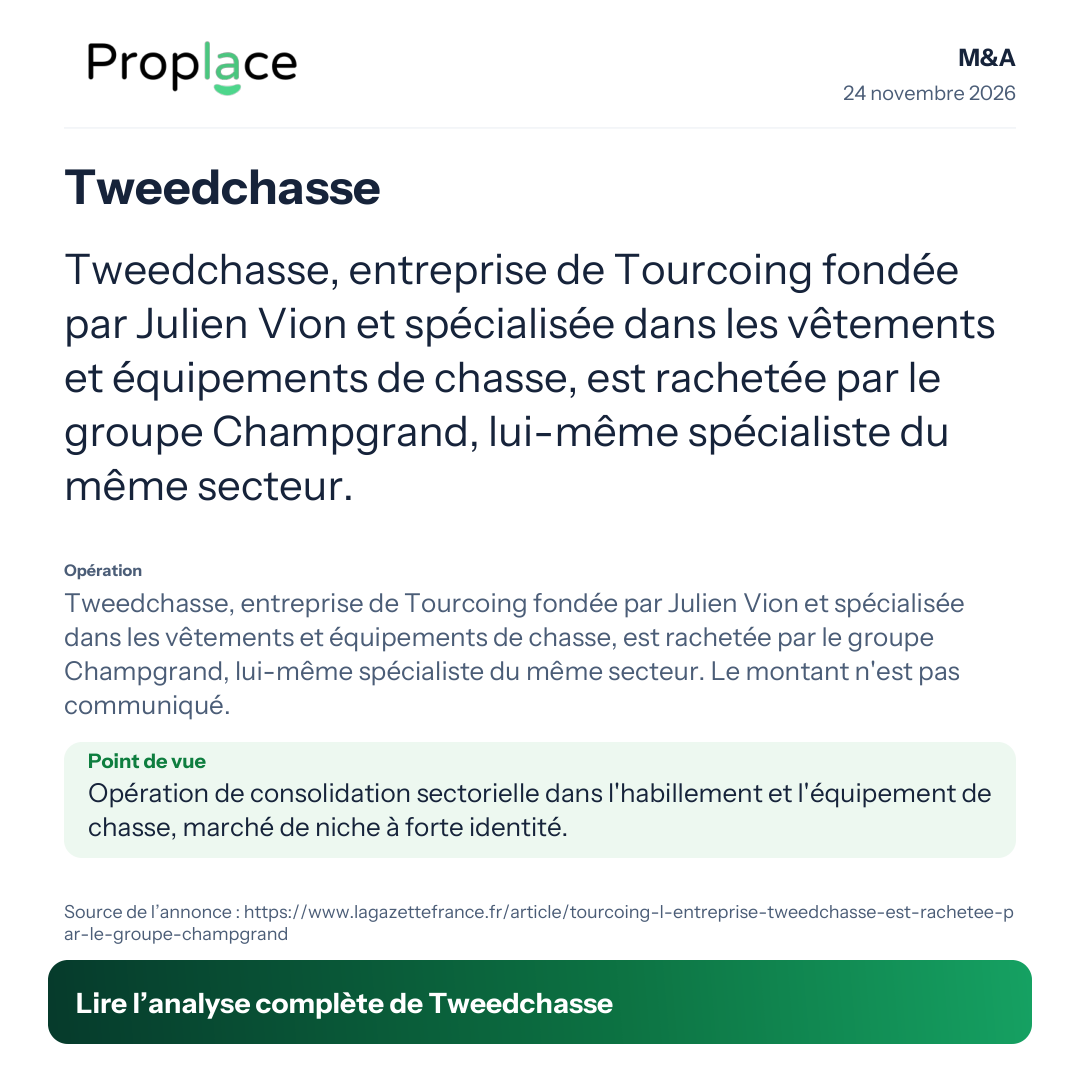 Proplace
M&A
24 novembre 2026
Tweedchasse
Tweedchasse, entreprise de Tourcoing fondée
par Julien Vion et spécialisée dans les vêtements
et équipements de chasse, est rachetée par le
groupe Champgrand, lui-même spécialiste du
même secteur.
Opération
Tweedchasse, entreprise de Tourcoing fondée par Julien Vion et spécialisée
dans les vêtements et équipements de chasse, est rachetée par le groupe
Champgrand, lui-même spécialiste du même secteur. Le montant n'est pas
communiqué.
Point de vue
Opération de consolidation sectorielle dans l'habillement et l'équipement de
chasse, marché de niche à forte identité.
Source de l’annonce : https://www.lagazettefrance.fr/article/tourcoing-l-entreprise-tweedchasse-est-rachetee-p
ar-le-groupe-champgrand
Lire l’analyse complète de Tweedchasse